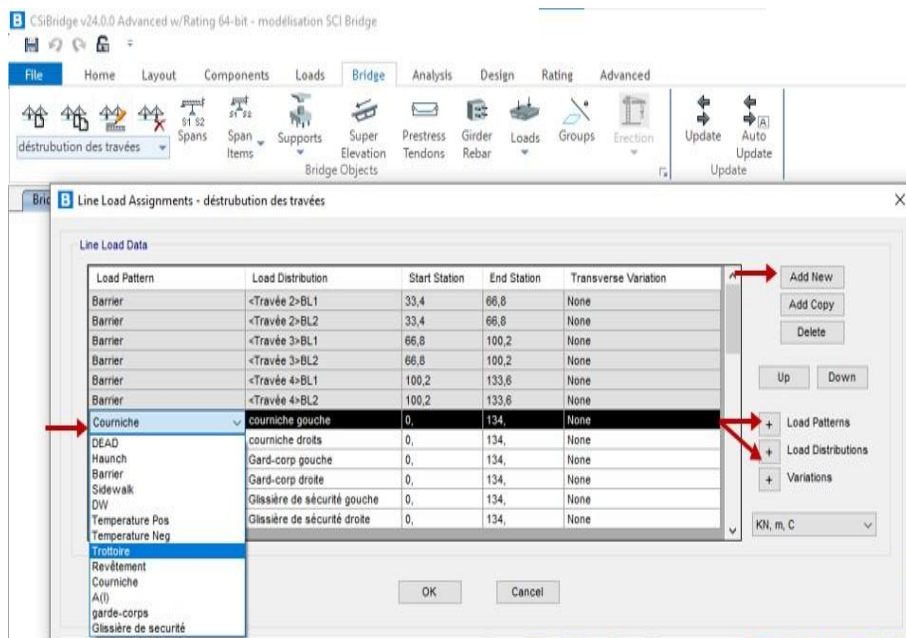 B CSiBridge v24.0.0 Advanced w/Rating 64-bit - modélisation SCI Bridge
File Home Layout Components Loads Bridge Analysis Design Rating Advanced
S1 S2 S1 S2 A
Spans Span Items Supports Super Elevation Prestress Tendons Girder Rebar Loads Groups Erection Update Auto Update
déstrubution des travées
Bridge Objects Update
Bric B Line Load Assignments - déstrubution des travées
Line Load Data
Load Pattern Load Distribution Start Station End Station Transverse Variation
Barrier <Travée 2>BL1 33,4 66,8 None
Barrier <Travée 2>BL2 33,4 66,8 None
Barrier <Travée 3>BL1 66,8 100,2 None
Barrier <Travée 3>BL2 66,8 100,2 None
Barrier <Travée 4>BL1 100,2 133,6 None
Barrier <Travée 4>BL2 100,2 133,6 None
Courniche courniche gouche 0, 134, None
courniche droits 0, 134, None
Gard-corp gouche 0, 134, None
Gard-corp droite 0, 134, None
Glissière de sécurité gouche 0, 134, None
Glissière de sécurité droite 0, 134, None
DEAD
Haunch
Barrier
Sidewalk
DW
Temperature Pos
Temperature Neg
Trottoire
Revêtement
Courniche
A(l)
garde-corps
Glissière de securité
Add New
Add Copy
Delete
Up Down
+ Load Patterns
+ Load Distributions
+ Variations
KN, m, C
OK Cancel